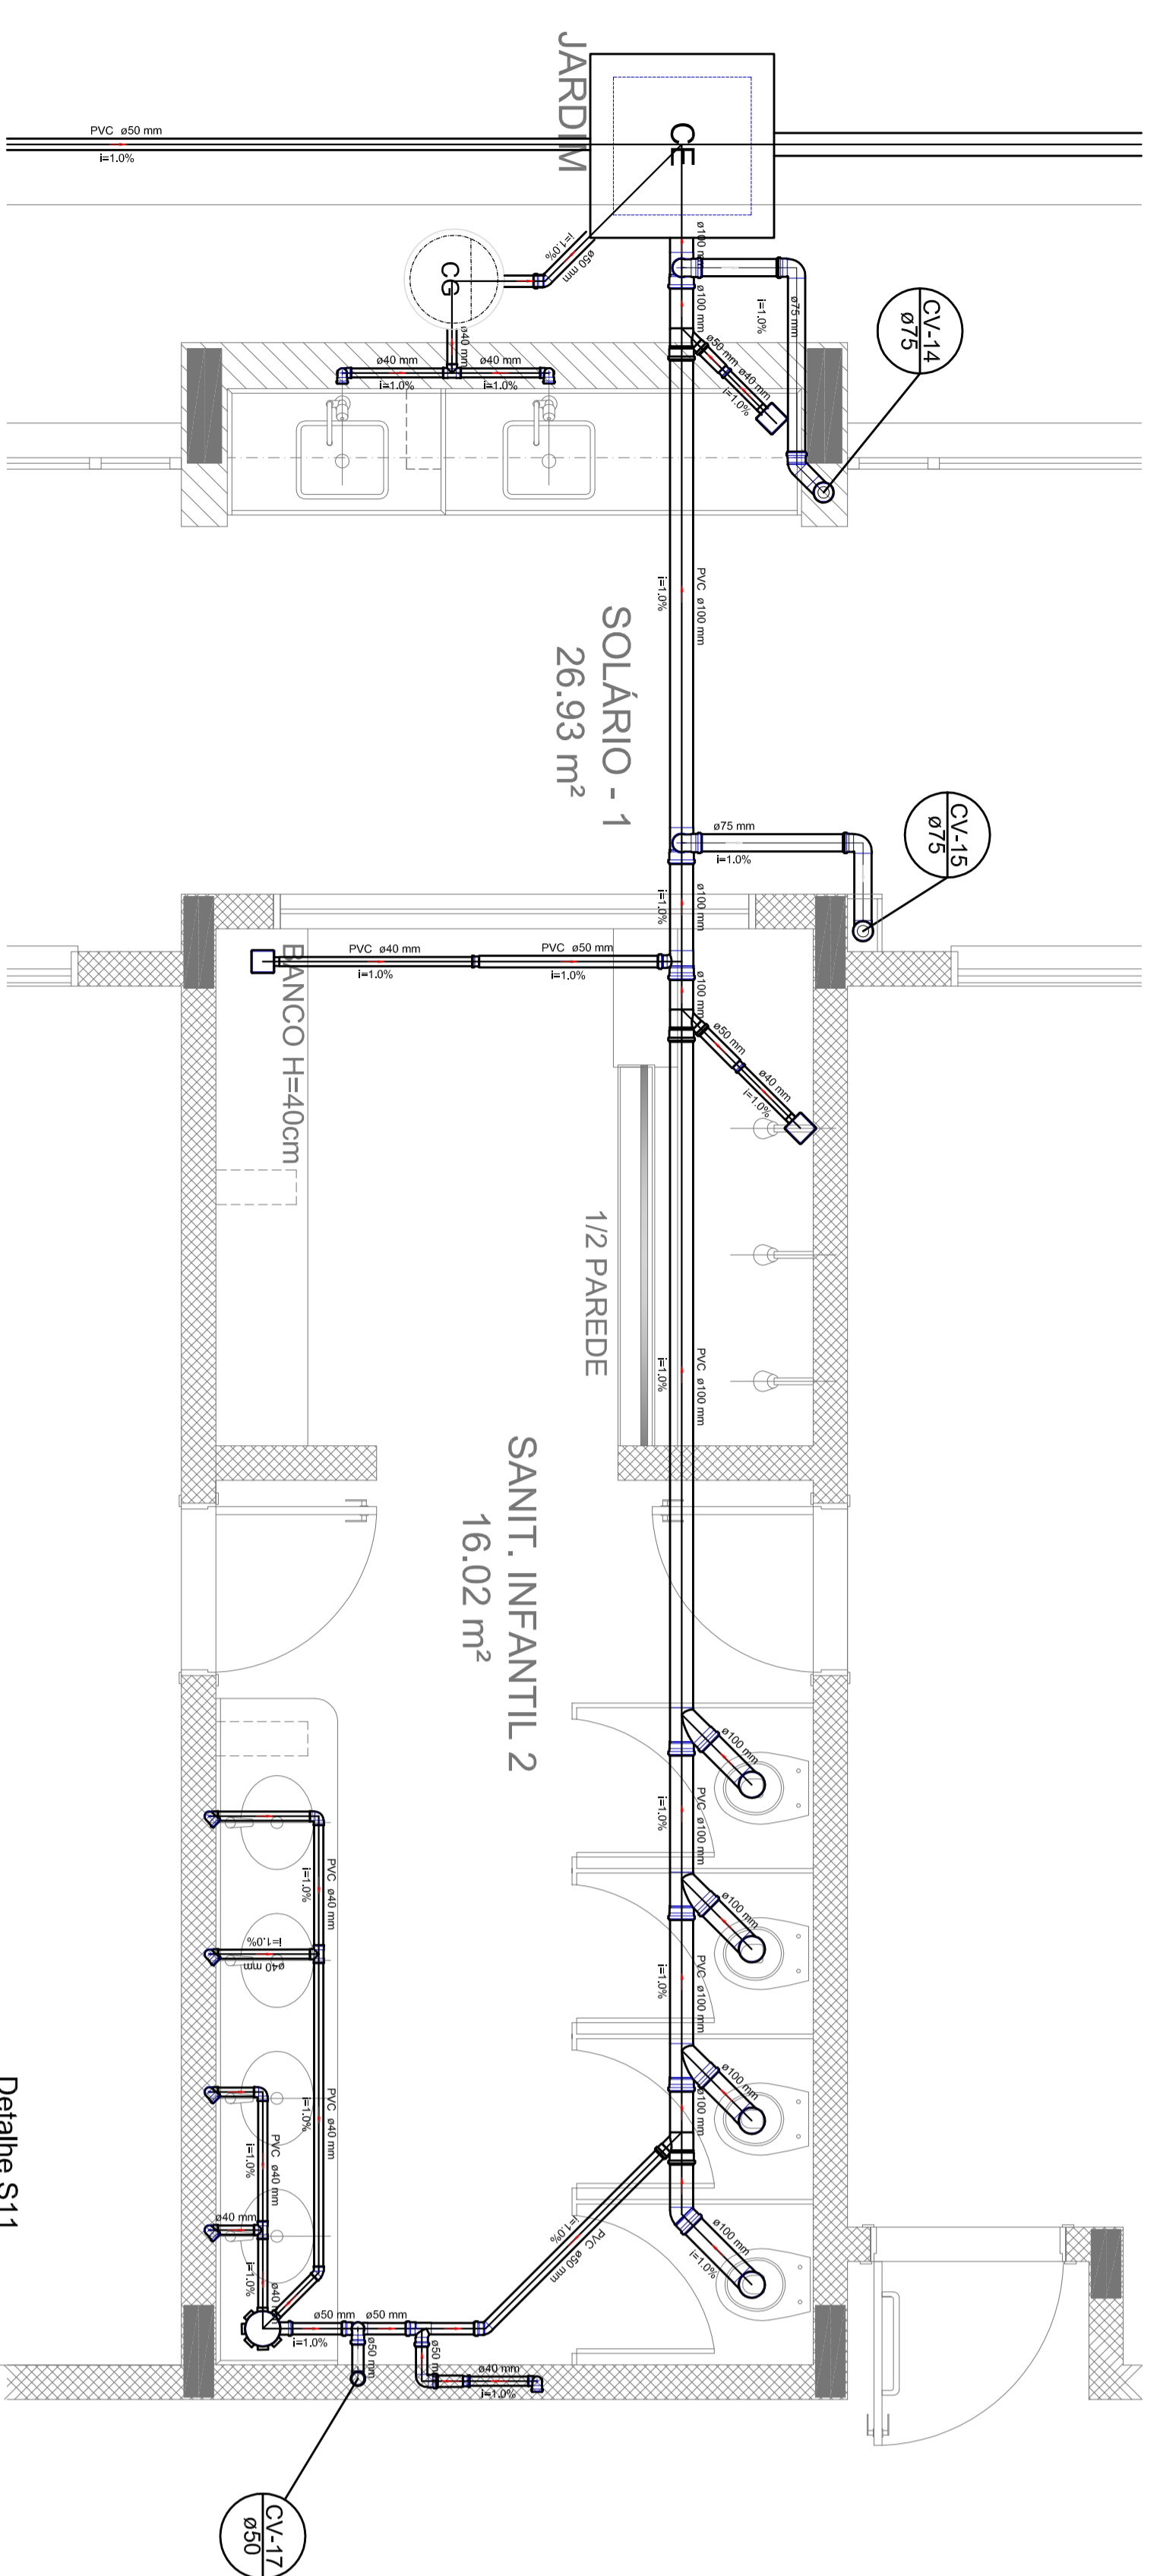 JARDIM
PVC ø50 mm
i=1.0%
CE
ø100 mm
ø50 mm
i=1.0%
CG
ø40 mm
ø40 mm
i=1.0%
ø40 mm
i=1.0%
ø100 mm
ø50 mm
ø40 mm
i=1.0%
i=1.0%
ø75 mm
CV-14
ø75
PVC ø100 mm
i=1.0%
SOLÁRIO - 1
26.93 m²
ø75 mm
i=1.0%
CV-15
ø75
ø100 mm
i=1.0%
PVC ø40 mm
i=1.0%
PVC ø50 mm
i=1.0%
ø100 mm
ø50 mm
ø40 mm
i=1.0%
BANCO H=40cm
1/2 PAREDE
PVC ø100 mm
i=1.0%
SANIT. INFANTIL 2
16.02 m²
ø100 mm
PVC ø100 mm
i=1.0%
ø100 mm
PVC ø100 mm
i=1.0%
ø100 mm
ø100 mm
ø100 mm
i=1.0%
PVC ø40 mm
i=1.0%
i=1.0%
ø40 mm
PVC ø40 mm
i=1.0%
PVC ø40 mm
i=1.0%
ø40 mm
i=1.0%
ø40
PVC ø50 mm
i=1.0%
ø50 mm
i=1.0%
ø50 mm
ø50 mm
ø50 mm
ø40 mm
i=1.0%
CV-17
ø50
Detalhe S11